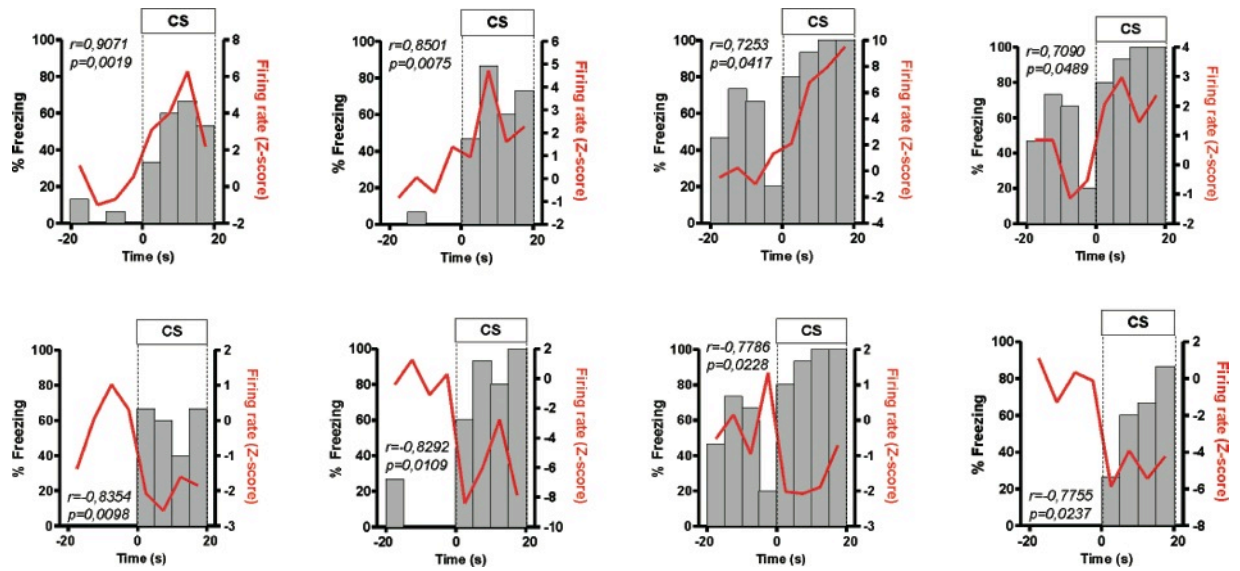 CS
r=0,9071
p=0,0019
% Freezing
100
80
60
40
20
0
8
6
4
2
0
-2
Firing rate (Z-score)
-20 0 20
Time (s)
CS
r=0,8501
p=0,0075
% Freezing
100
80
60
40
20
0
6
5
4
3
2
1
0
-1
-2
Firing rate (Z-score)
-20 0 20
Time (s)
CS
r=0,7253
p=0,0417
% Freezing
100
80
60
40
20
0
10
8
6
4
2
0
-2
-4
Firing rate (Z-score)
-20 0 20
Time (s)
CS
r=0,7090
p=0,0489
% Freezing
100
80
60
40
20
0
4
3
2
1
0
-1
-2
Firing rate (Z-score)
-20 0 20
Time (s)
CS
r=-0,8354
p=0,0098
% Freezing
100
80
60
40
20
0
2
1
0
-1
-2
-3
Firing rate (Z-score)
-20 0 20
Time (s)
CS
r=-0,8292
p=0,0109
% Freezing
100
80
60
40
20
0
2
0
-2
-4
-6
-8
-10
Firing rate (Z-score)
-20 0 20
Time (s)
CS
r=-0,7786
p=0,0228
% Freezing
100
80
60
40
20
0
2
1
0
-1
-2
-3
Firing rate (Z-score)
-20 0 20
Time (s)
CS
r=-0,7755
p=0,0237
% Freezing
100
80
60
40
20
0
2
0
-2
-4
-6
-8
Firing rate (Z-score)
-20 0 20
Time (s)